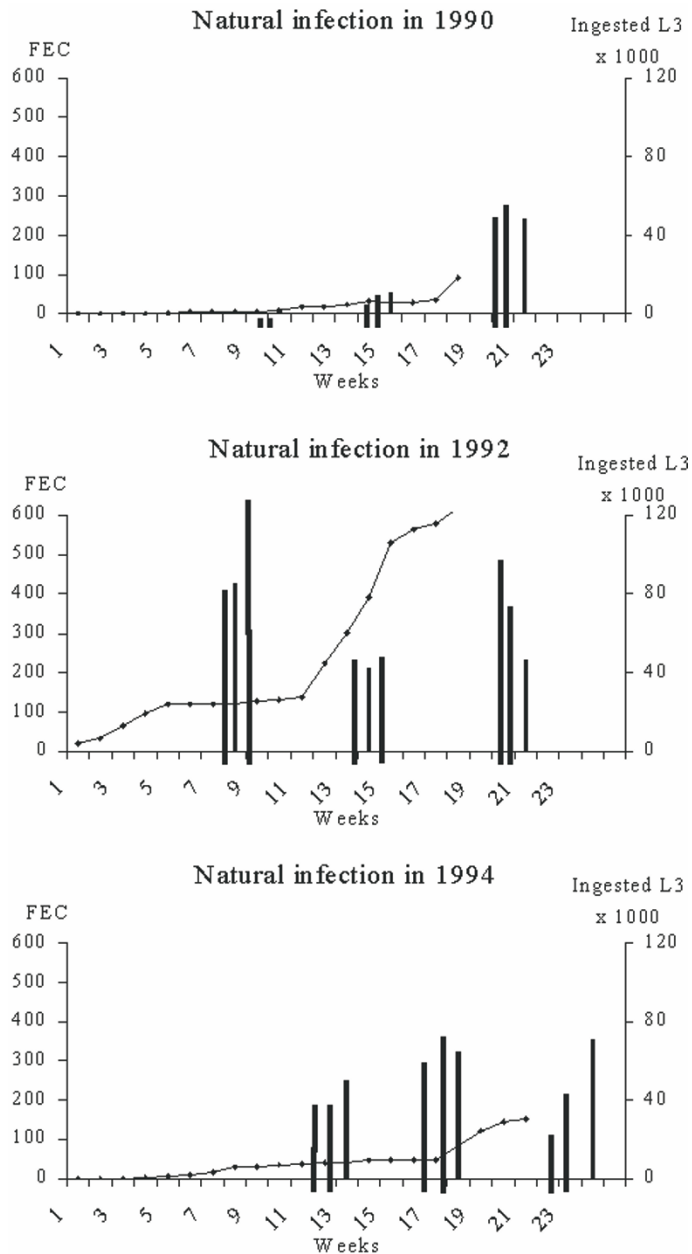 Natural infection in 1990
FEC
Ingested L3
x 1000
600 120
500
400 80
300
200 40
100
0 0
1 3 5 7 9 11 13 15 17 19 21 23
Weeks
Natural infection in 1992
FEC
Ingested L3
x 1000
600 120
500
400 80
300
200 40
100
0 0
1 3 5 7 9 11 13 15 17 19 21 23
Weeks
Natural infection in 1994
FEC
Ingested L3
x 1000
600 120
500
400 80
300
200 40
100
0 0
1 3 5 7 9 11 13 15 17 19 21 23
Weeks